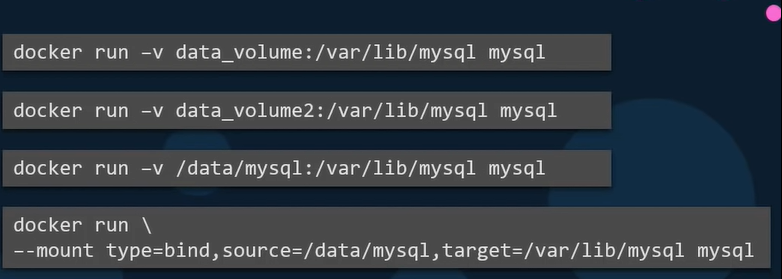 docker run –v data_volume:/var/lib/mysql mysql
docker run –v data_volume2:/var/lib/mysql mysql
docker run –v /data/mysql:/var/lib/mysql mysql
docker run \
–-mount type=bind,source=/data/mysql,target=/var/lib/mysql mysql